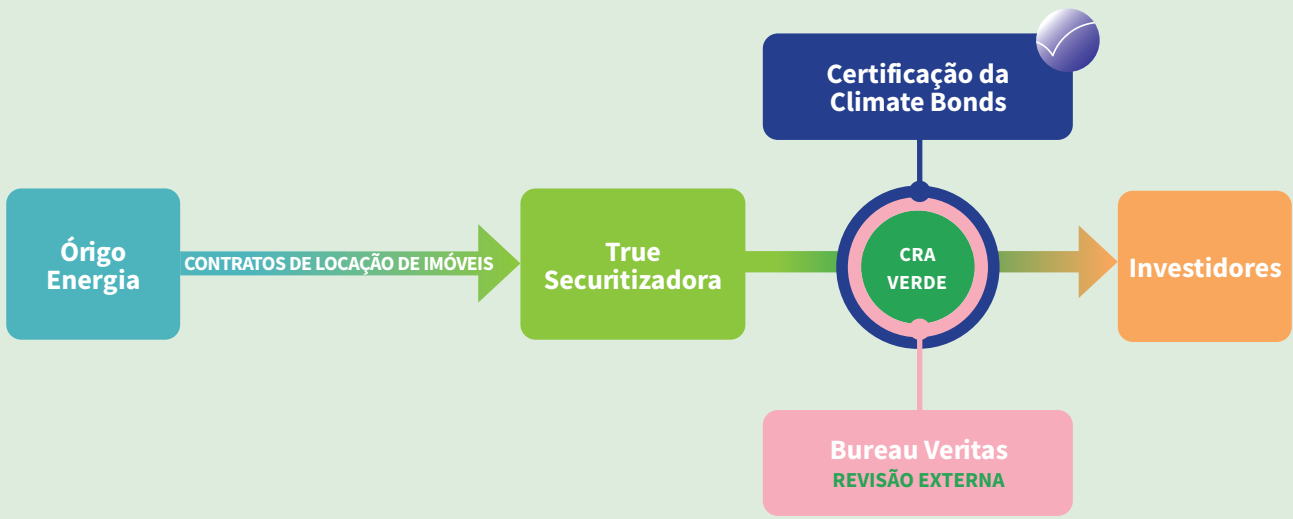 Certificação da
Climate Bonds
Órigo
Energia
CONTRATOS DE LOCAÇÃO DE IMÓVEIS
True
Securitizadora
CRA
VERDE
Investidores
Bureau Veritas
REVISÃO EXTERNA